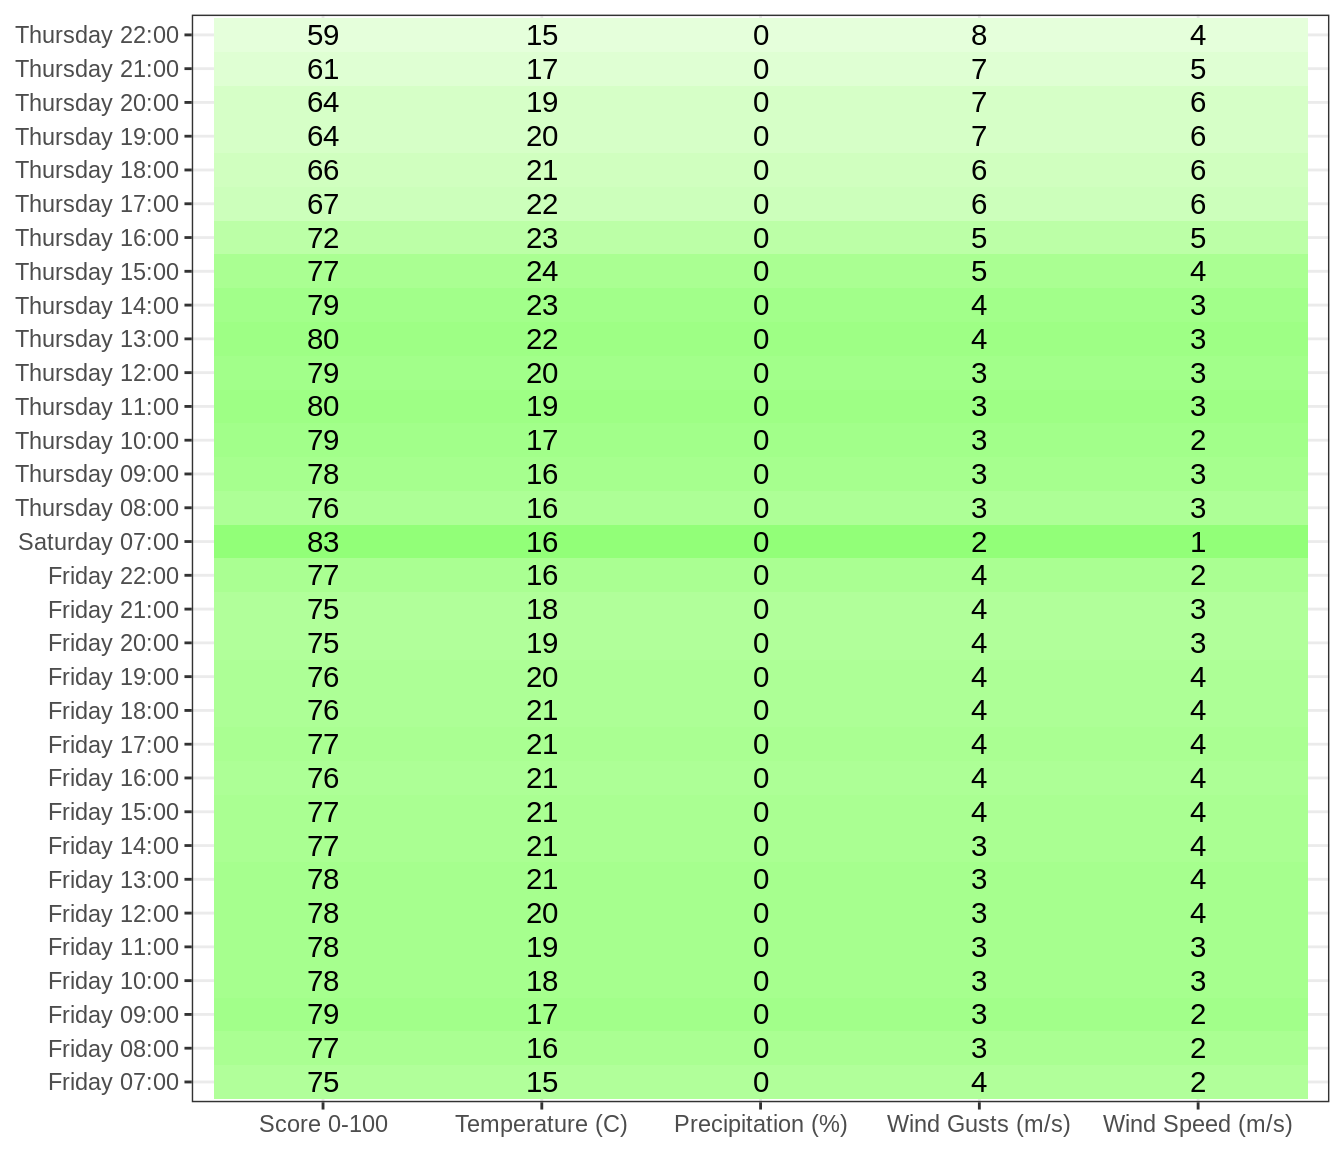 Thursday 22:00 59 15 0 8 4
Thursday 21:00 61 17 0 7 5
Thursday 20:00 64 19 0 7 6
Thursday 19:00 64 20 0 7 6
Thursday 18:00 66 21 0 6 6
Thursday 17:00 67 22 0 6 6
Thursday 16:00 72 23 0 5 5
Thursday 15:00 77 24 0 5 4
Thursday 14:00 79 23 0 4 3
Thursday 13:00 80 22 0 4 3
Thursday 12:00 79 20 0 3 3
Thursday 11:00 80 19 0 3 3
Thursday 10:00 79 17 0 3 2
Thursday 09:00 78 16 0 3 3
Thursday 08:00 76 16 0 3 3
Saturday 07:00 83 16 0 2 1
Friday 22:00 77 16 0 4 2
Friday 21:00 75 18 0 4 3
Friday 20:00 75 19 0 4 3
Friday 19:00 76 20 0 4 4
Friday 18:00 76 21 0 4 4
Friday 17:00 77 21 0 4 4
Friday 16:00 76 21 0 4 4
Friday 15:00 77 21 0 4 4
Friday 14:00 77 21 0 3 4
Friday 13:00 78 21 0 3 4
Friday 12:00 78 20 0 3 4
Friday 11:00 78 19 0 3 3
Friday 10:00 78 18 0 3 3
Friday 09:00 79 17 0 3 2
Friday 08:00 77 16 0 3 2
Friday 07:00 75 15 0 4 2
Score 0-100 Temperature (C) Precipitation (%) Wind Gusts (m/s) Wind Speed (m/s)